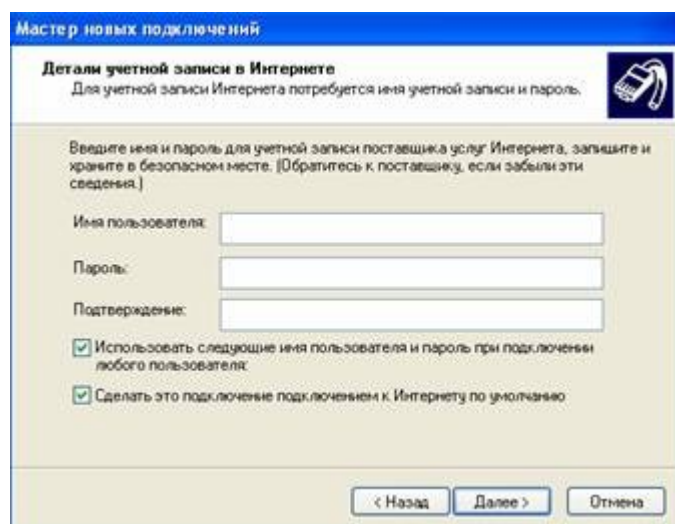 Мастер новых подключений
Детали учетной записи в Интернете
Для учетной записи Интернета потребуется имя учетной записи и пароль.
Введите имя и пароль для учетной записи поставщика услуг Интернета, запишите и
храните в безопасном месте. (Обратитесь к поставщику, если забыли эти
сведения.)
Имя пользователя:
Пароль:
Подтверждение:
Использовать следующие имя пользователя и пароль при подключении
любого пользователя:
Сделать это подключение подключением к Интернету по умолчанию
< Назад
Далее >
Отмена